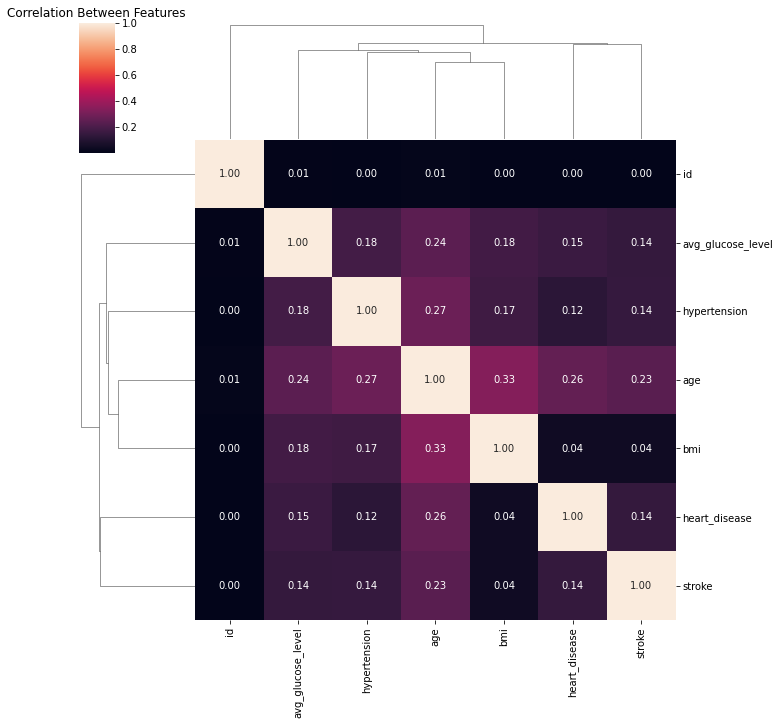 Correlation Between Features
1.0
0.8
0.6
0.4
0.2
1.00 0.01 0.00 0.01 0.00 0.00 0.00 id
0.01 1.00 0.18 0.24 0.18 0.15 0.14 avg_glucose_level
0.00 0.18 1.00 0.27 0.17 0.12 0.14 hypertension
0.01 0.24 0.27 1.00 0.33 0.26 0.23 age
0.00 0.18 0.17 0.33 1.00 0.04 0.04 bmi
0.00 0.15 0.12 0.26 0.04 1.00 0.14 heart_disease
0.00 0.14 0.14 0.23 0.04 0.14 1.00 stroke
id
avg_glucose_level
hypertension
age
bmi
heart_disease
stroke